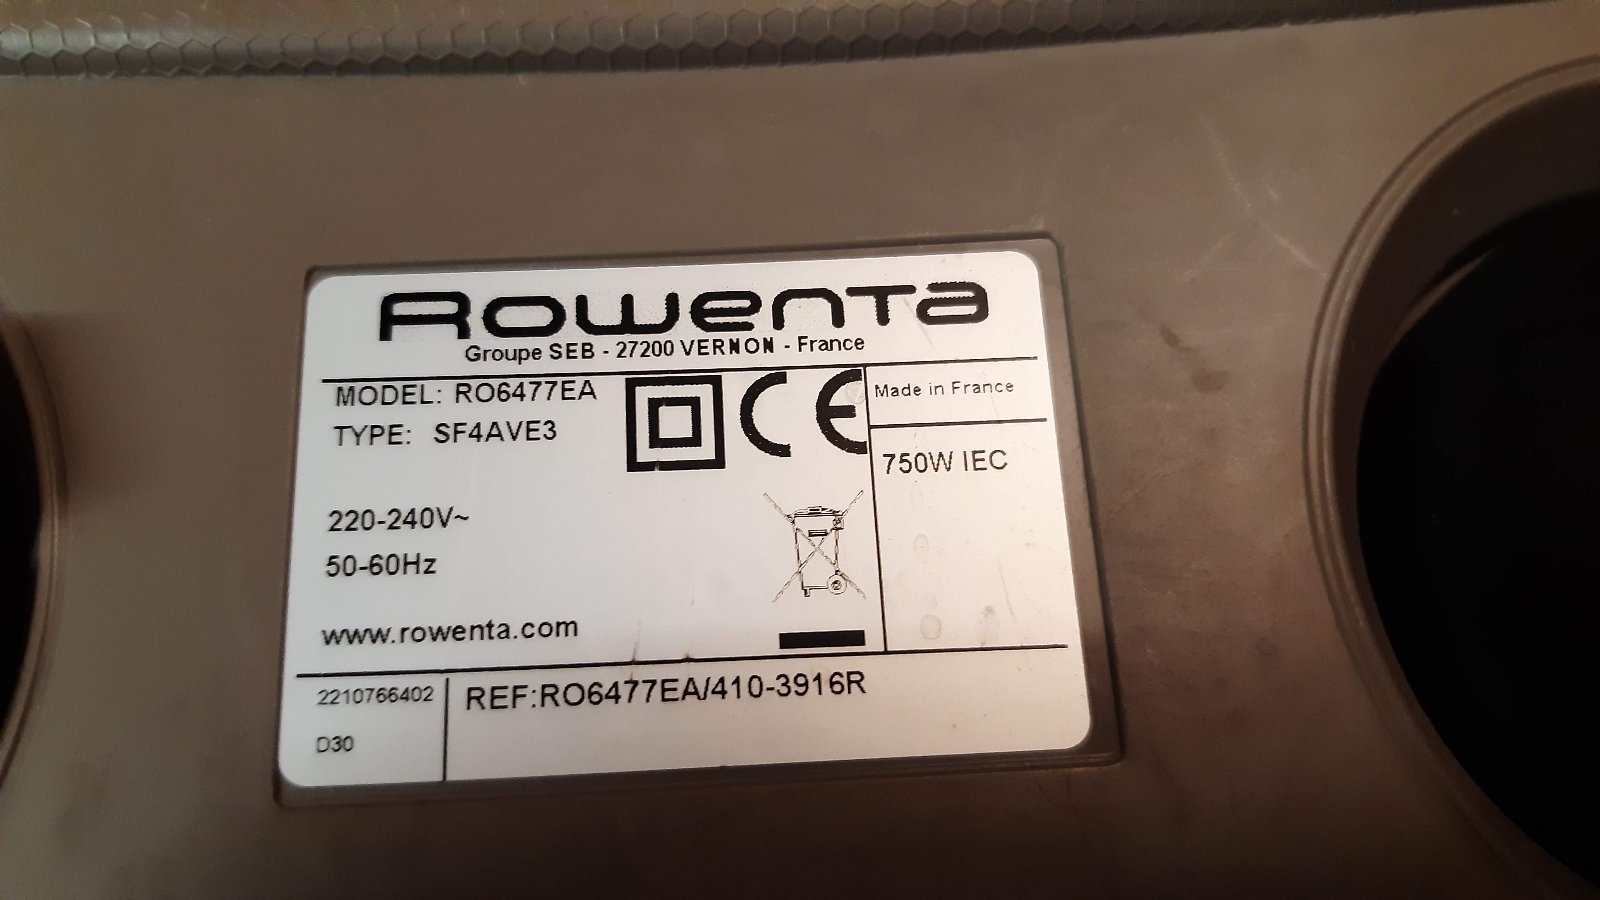 Rowenta
Groupe SEB - 27200 VERNON - France
MODEL: RO6477EA
TYPE: SF4AVE3
CE
Made in France
750W IEC
220-240V~
50-60Hz
www.rowenta.com
2210766402
D30
REF:RO6477EA/410-3916R